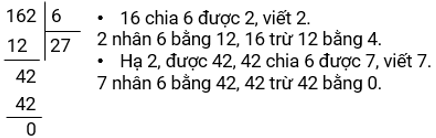 162 6
12 27
42
42
0
• 16 chia 6 được 2, viết 2.
2 nhân 6 bằng 12, 16 trừ 12 bằng 4.
• Hạ 2, được 42, 42 chia 6 được 7, viết 7.
7 nhân 6 bằng 42, 42 trừ 42 bằng 0.